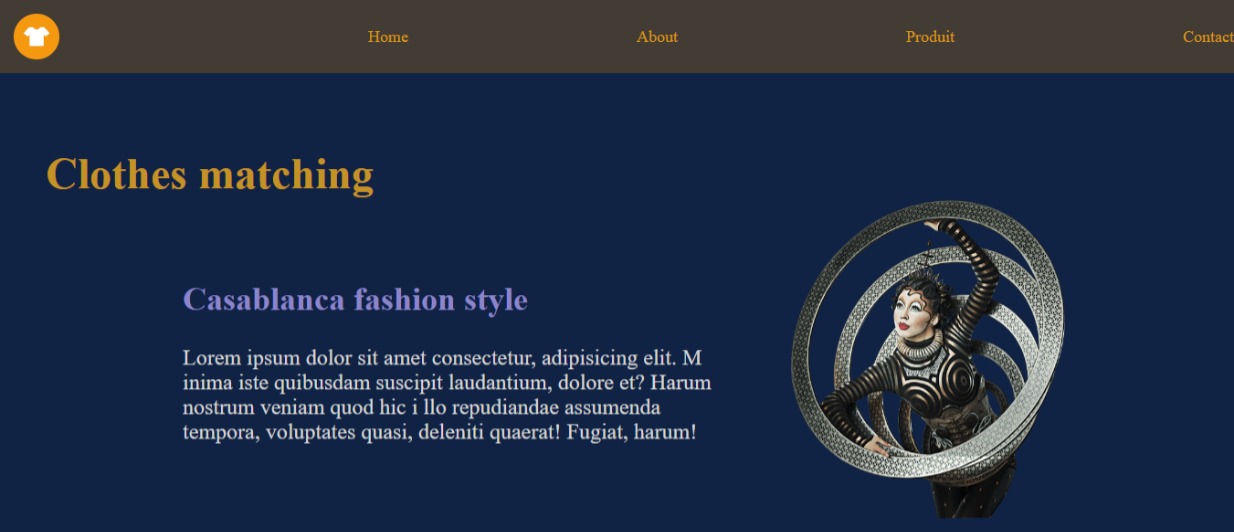 Home
About
Produit
Contact
Clothes matching
Casablanca fashion style
Lorem ipsum dolor sit amet consectetur, adipisicing elit. M
inima iste quibusdam suscipit laudantium, dolore et? Harum
nostrum veniam quod hic i llo repudiandae assumenda
tempora, voluptates quasi, deleniti quaerat! Fugiat, harum!